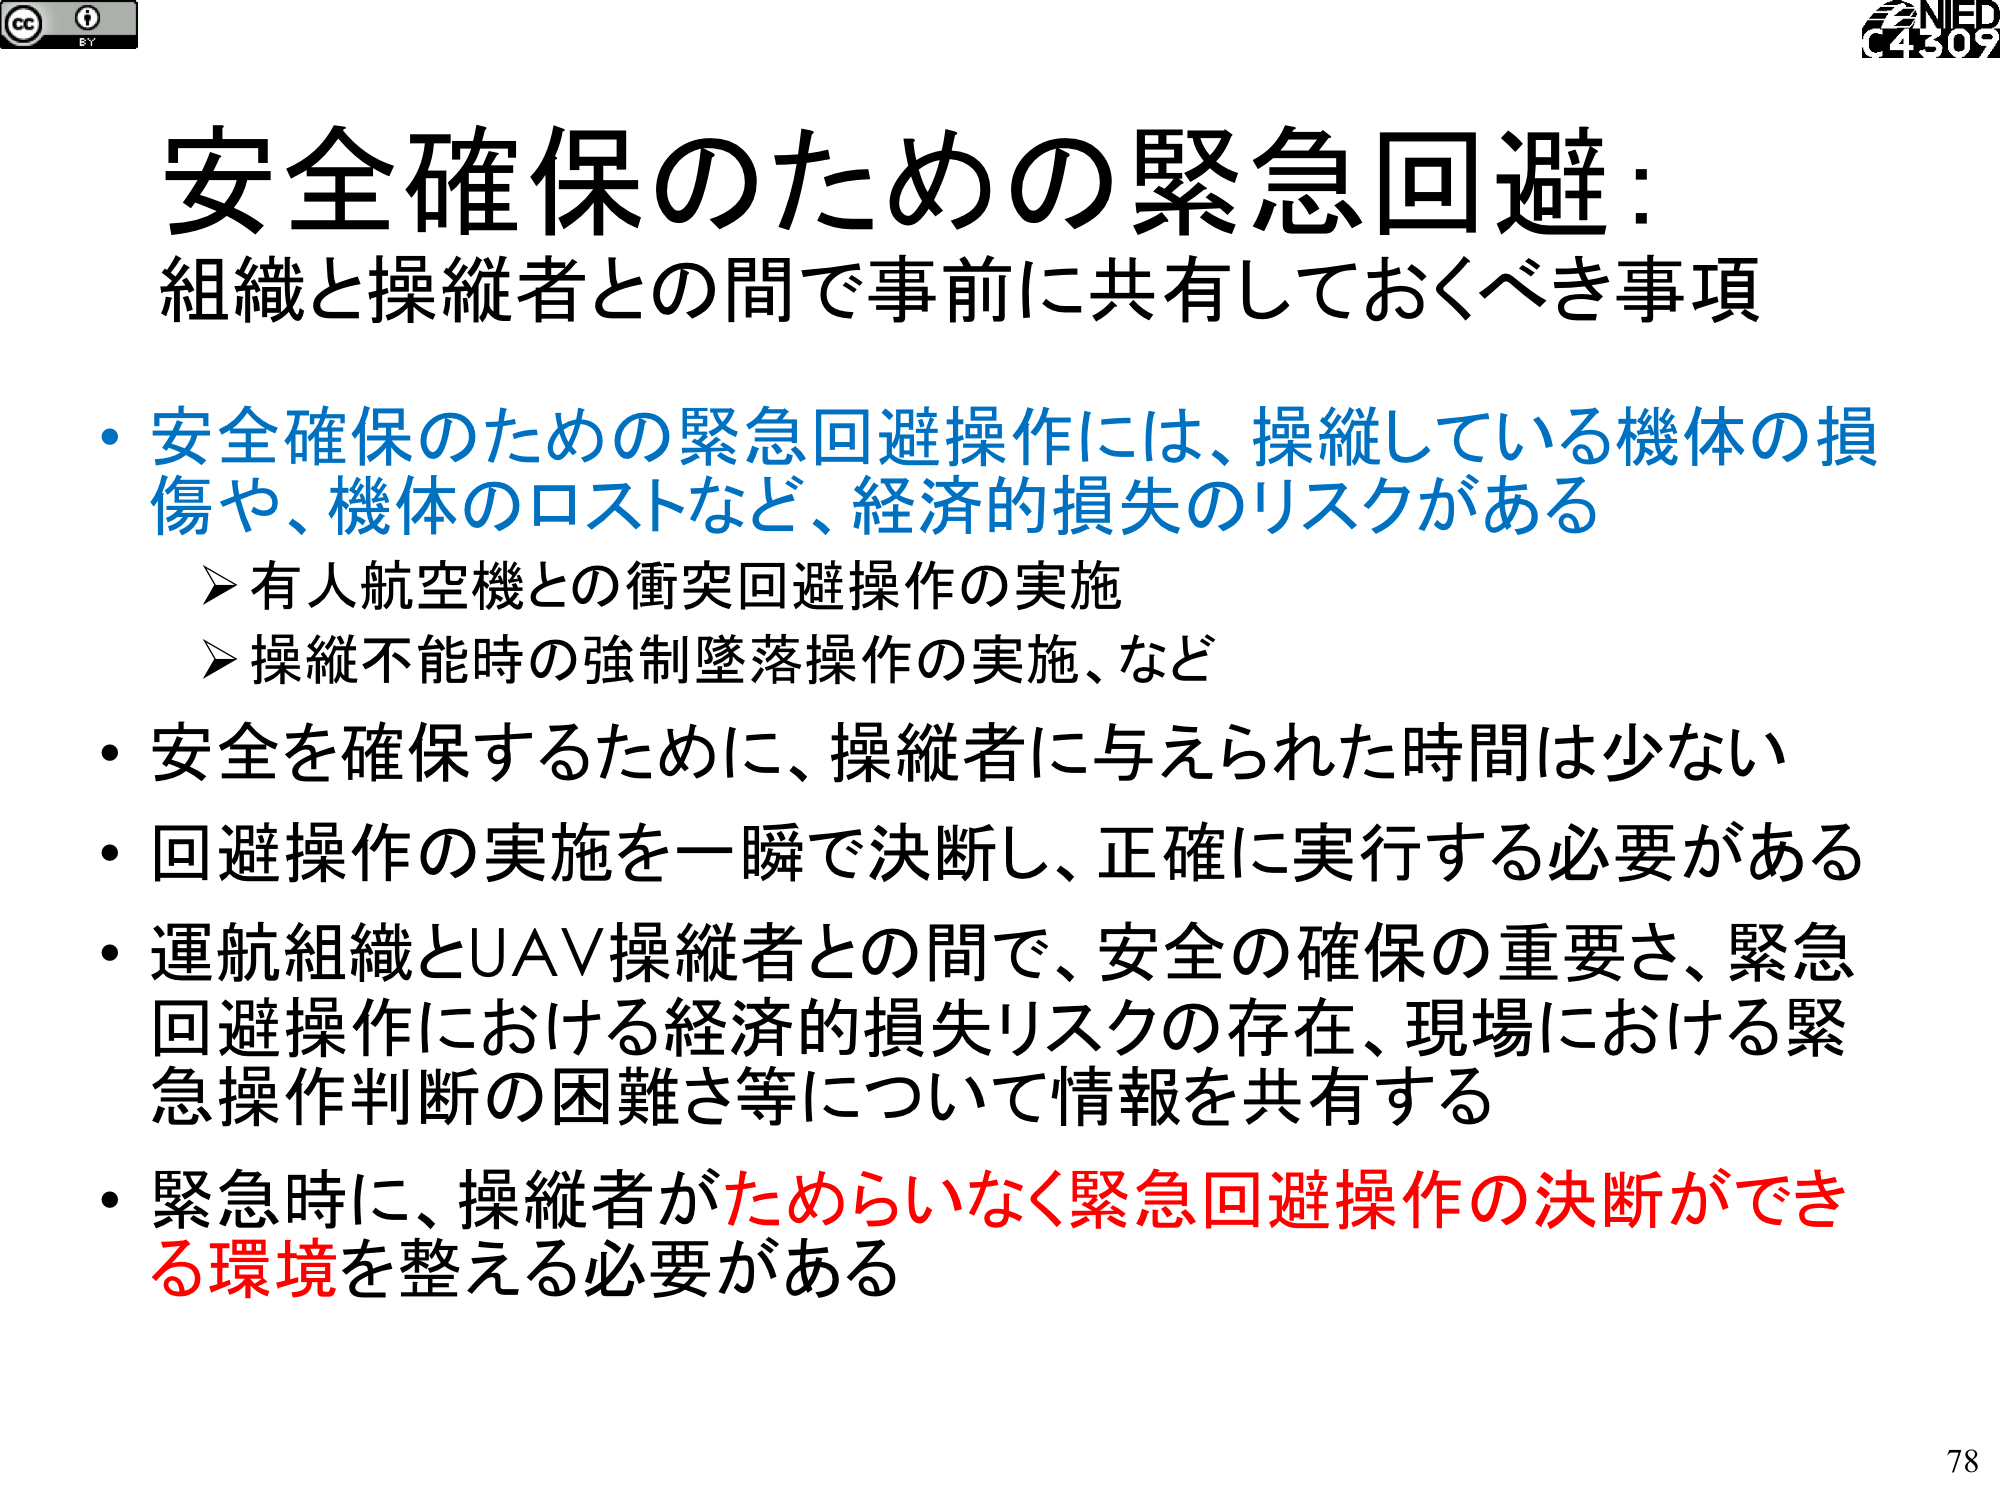 cc
BY
NIED
C4309
安全確保のための緊急回避：
組織と操縦者との間で事前に共有しておくべき事項
• 安全確保のための緊急回避操作には、操縦している機体の損
傷や、機体のロストなど、経済的損失のリスクがある
➢ 有人航空機との衝突回避操作の実施
➢ 操縦不能時の強制墜落操作の実施、など
• 安全を確保するために、操縦者に与えられた時間は少ない
• 回避操作の実施を一瞬で決断し、正確に実行する必要がある
• 運航組織とUAV操縦者との間で、安全の確保の重要さ、緊急
回避操作における経済的損失リスクの存在、現場における緊
急操作判断の困難さ等について情報を共有する
• 緊急時に、操縦者がためらいなく緊急回避操作の決断ができ
る環境を整える必要がある
78